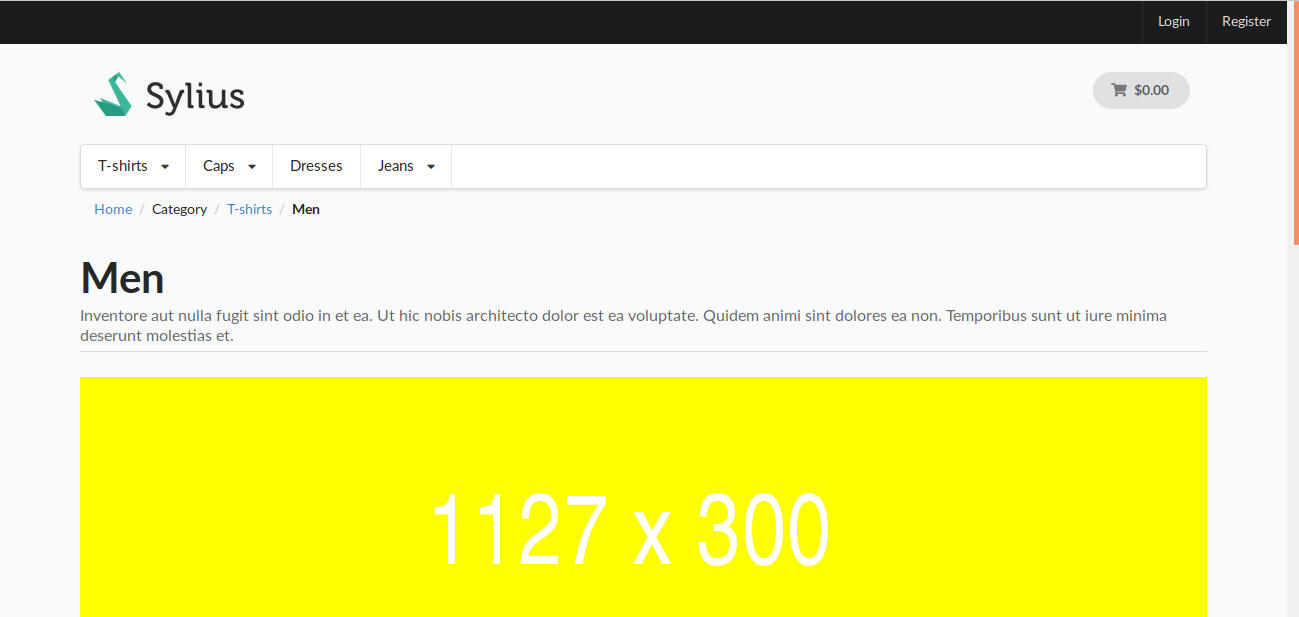 Login Register
Sylius
$0.00
T-shirts Caps Dresses Jeans
Home / Category / T-shirts / Men
Men
Inventore aut nulla fugit sint odio in et ea. Ut hic nobis architecto dolor est ea voluptate. Quidem animi sint dolores ea non. Temporibus sunt ut iure minima
deserunt molestias et.
1127 x 300